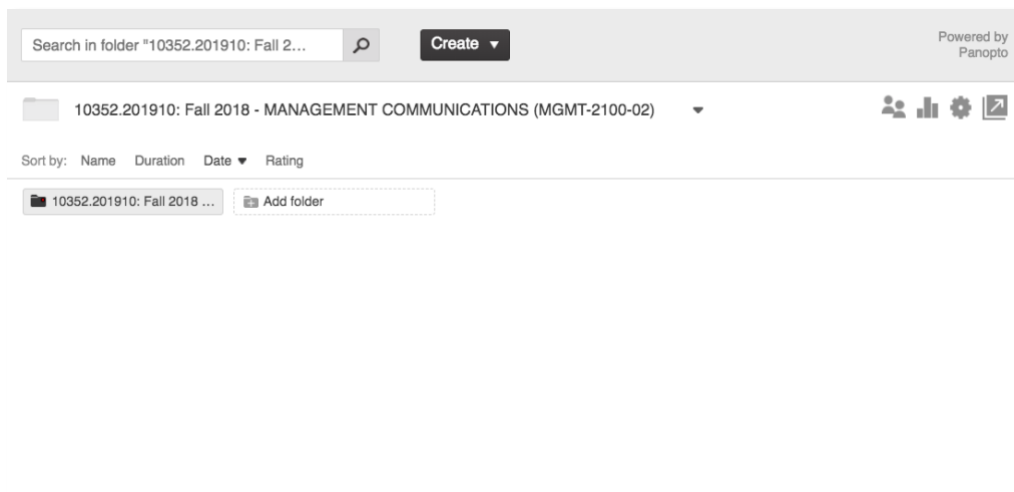 Search in folder "10352.201910: Fall 2...
Create
Powered by
Panopto
10352.201910: Fall 2018 - MANAGEMENT COMMUNICATIONS (MGMT-2100-02)
Sort by: Name Duration Date Rating
10352.201910: Fall 2018 ... Add folder